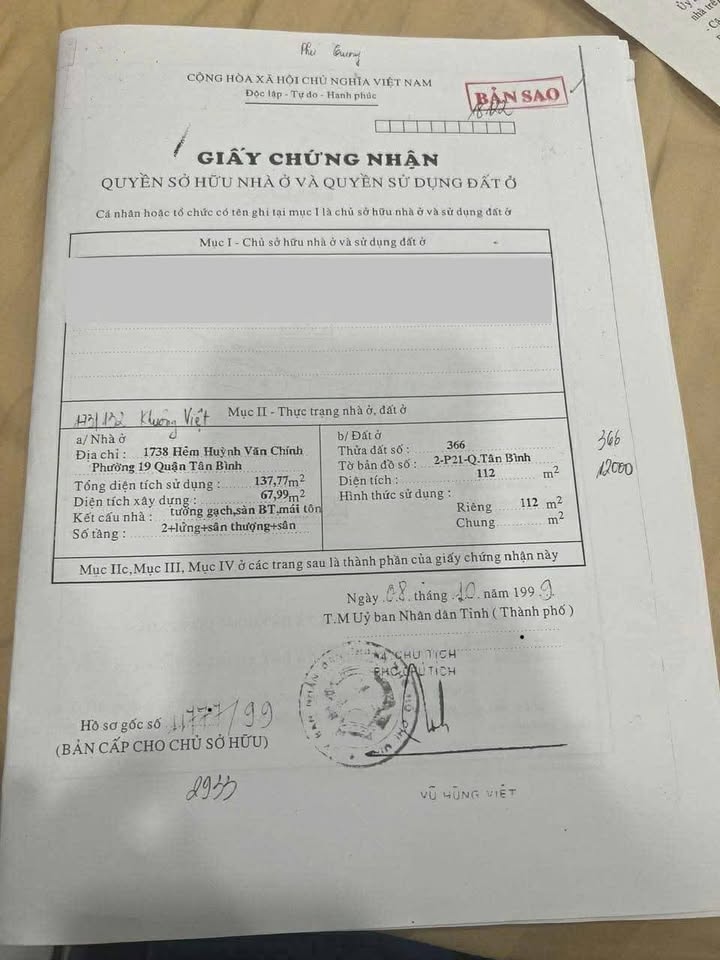 Phú Cường
CỘNG HÒA XÃ HỘI CHỦ NGHĨA VIỆT NAM
Độc lập - Tự do - Hạnh phúc
BẢN SAO
GIẤY CHỨNG NHẬN
QUYỀN SỞ HỮU NHÀ Ở VÀ QUYỀN SỬ DỤNG ĐẤT Ở
Cá nhân hoặc tổ chức có tên ghi tại mục I là chủ sở hữu nhà ở và sử dụng đất ở
Mục I - Chủ sở hữu nhà ở và sử dụng đất ở
173/132 Khuông Việt
Mục II - Thực trạng nhà ở, đất ở
a/ Nhà ở
Địa chỉ : 1738 Hẻm Huỳnh Văn Chính
Phường 19 Quận Tân Bình
Tổng diện tích sử dụng : 137,77m2
Diện tích xây dựng : 67,99m2
Kết cấu nhà : tường gạch,sàn BT,mái tôn
Số tầng : 2+lửng+sân thượng+sân
b/ Đất ở
Thửa đất số : 366
Tờ bản đồ số : 2-P21-Q.Tân Bình
Diện tích : 112 m2
Hình thức sử dụng :
Riêng 112 m2
Chung m2
366
12000
Mục IIc,Mục III, Mục IV ở các trang sau là thành phần của giấy chứng nhận này
Ngày 08 tháng 10 năm 1999
T.M Uỷ ban Nhân dân Tỉnh ( Thành phố )
CHỦ TỊCH
PHÓ CHỦ TỊCH
Hồ sơ gốc số 11777/99
(BẢN CẤP CHO CHỦ SỞ HỮU)
2933
VŨ HÙNG VIỆT